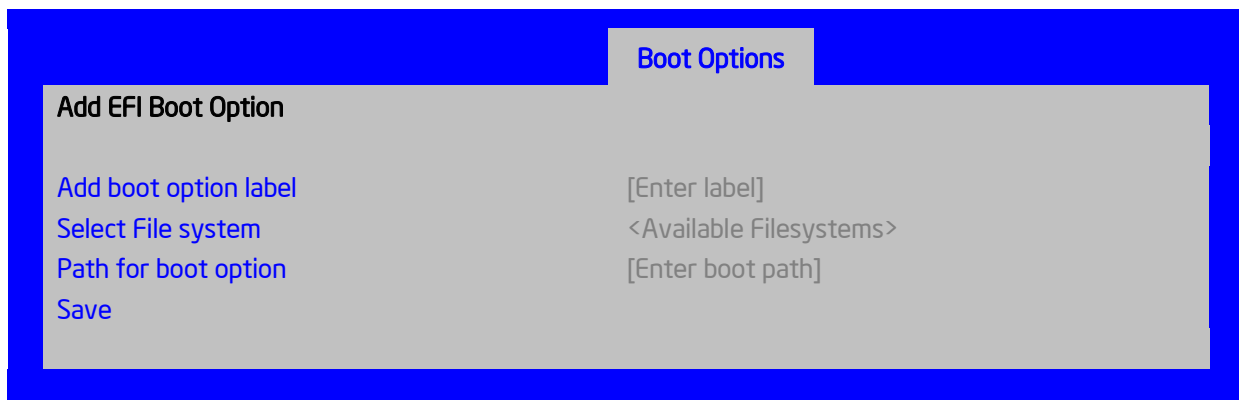 Boot Options
Add EFI Boot Option
Add boot option label [Enter label]
Select File system <Available Filesystems>
Path for boot option [Enter boot path]
Save